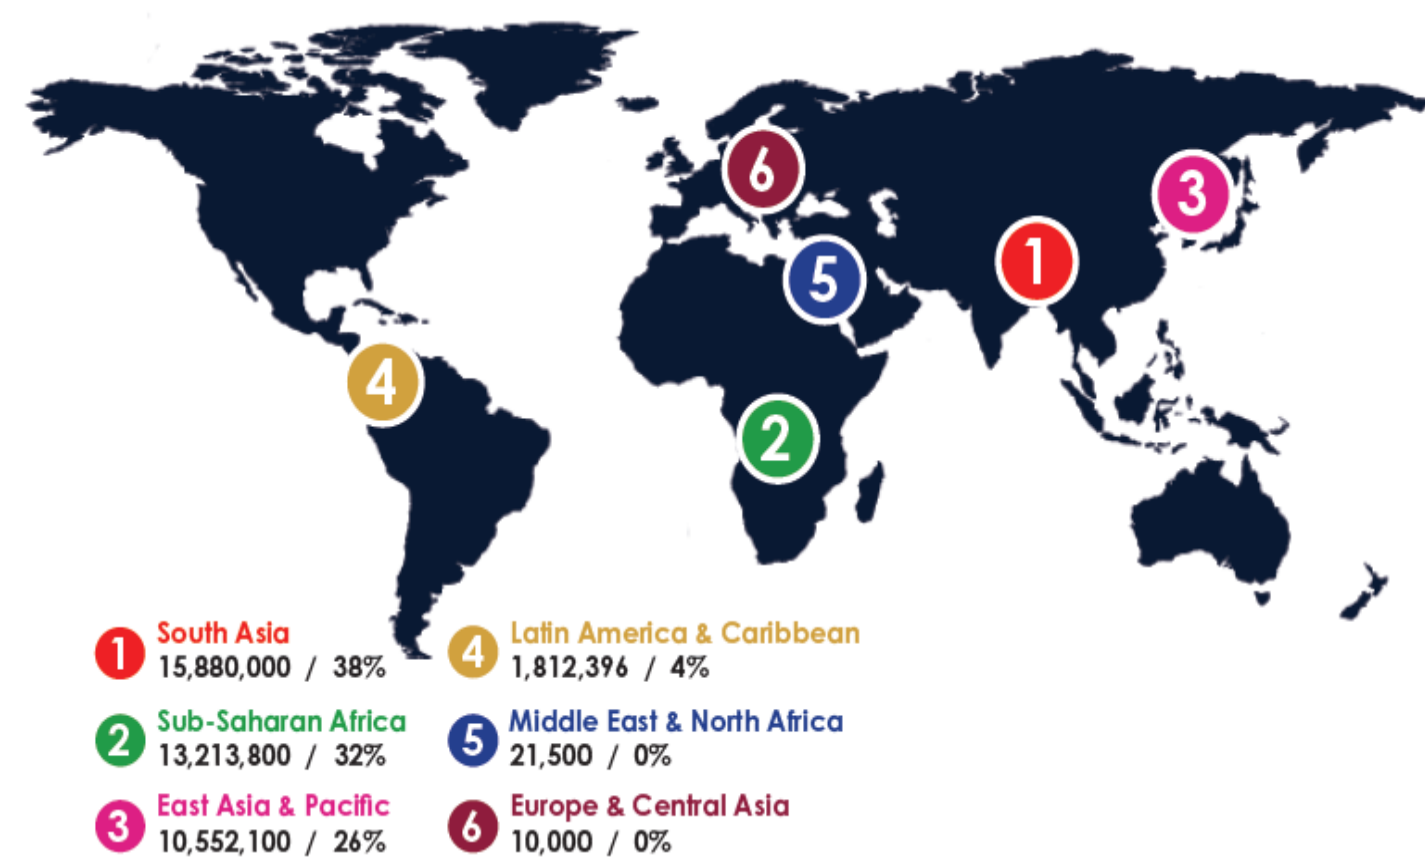 6
3
1
5
4
2
1 South Asia
15,880,000 / 38%
2 Sub-Saharan Africa
13,213,800 / 32%
3 East Asia & Pacific
10,552,100 / 26%
4 Latin America & Caribbean
1,812,396 / 4%
5 Middle East & North Africa
21,500 / 0%
6 Europe & Central Asia
10,000 / 0%